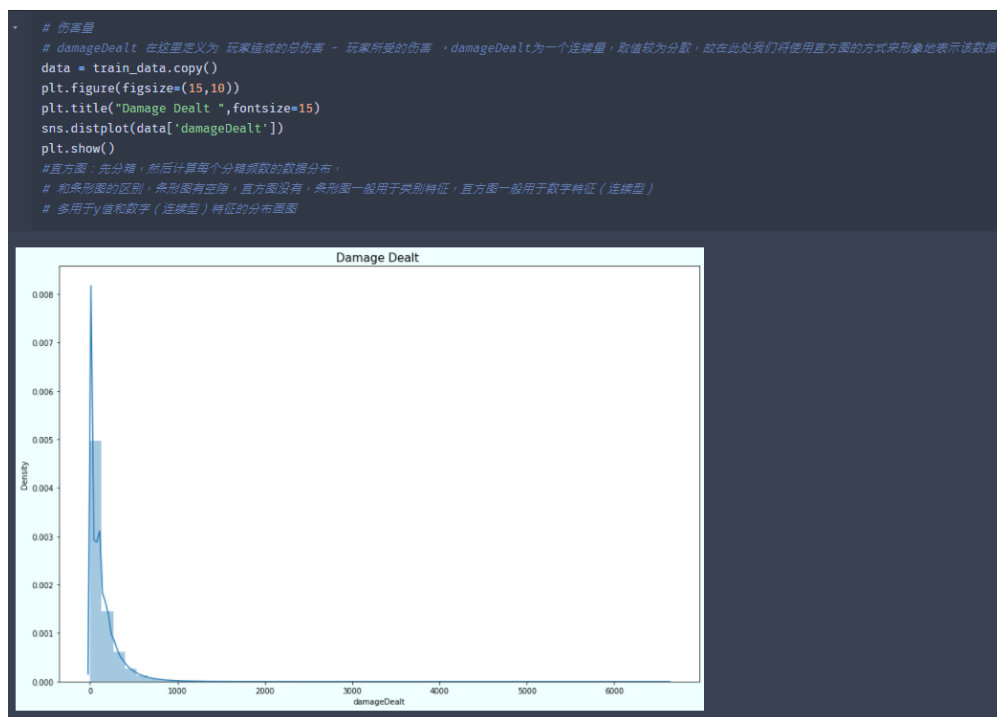 # 伤害量
# damageDealt 在这里定义为 玩家造成的总伤害 - 玩家所受的伤害 ，damageDealt为一个连续量，取值较为分散，故在此处我们将使用直方图的方式来形象地表示该数据
data = train_data.copy()
plt.figure(figsize=(15,10))
plt.title("Damage Dealt ",fontsize=15)
sns.distplot(data['damageDealt'])
plt.show()
#直方图：先分箱，然后计算每个分箱频数的数据分布，
# 和条形图的区别，条形图有空隙，直方图没有，条形图一般用于类别特征，直方图一般用于数字特征（连续型）
# 多用于y值和数字（连续型）特征的分布画图
Damage Dealt
0.008
0.007
0.006
0.005
0.004
0.003
0.002
0.001
0.000
Density
0 1000 2000 3000 4000 5000 6000
damageDealt